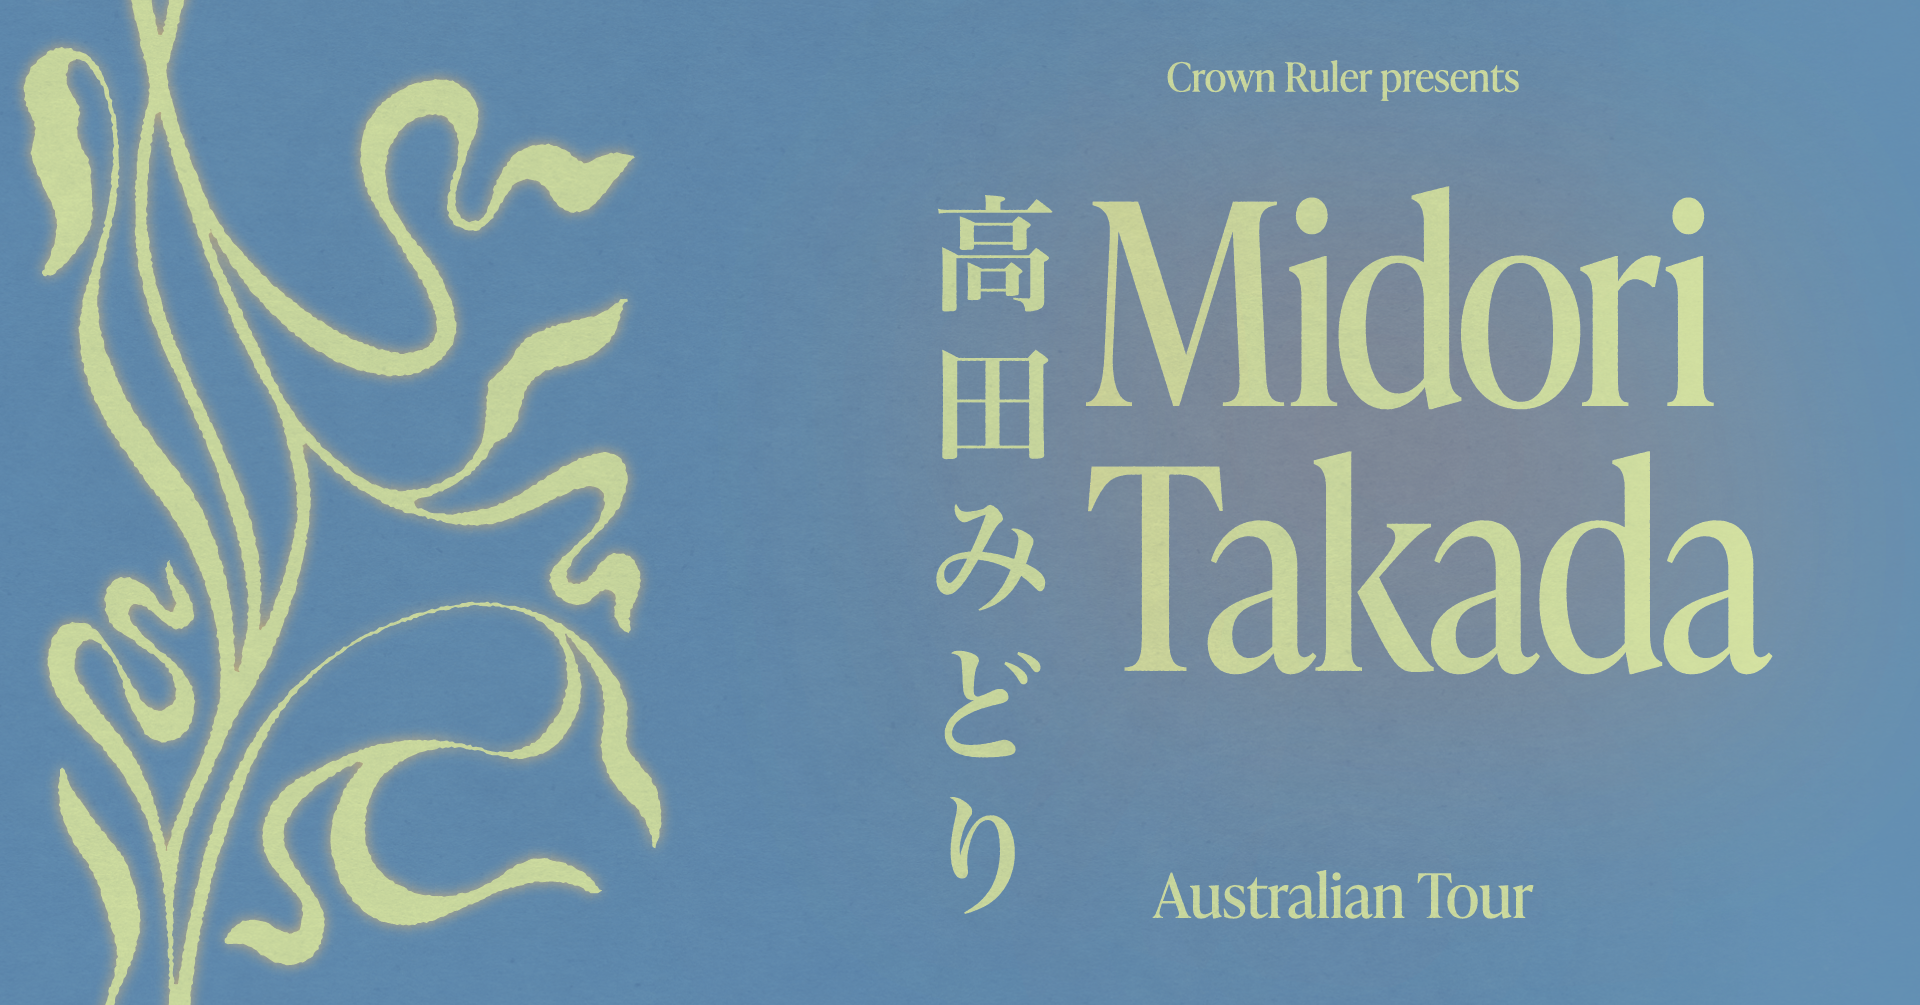 Crown Ruler presents
高田みどり
Midori
Takada
Australian Tour